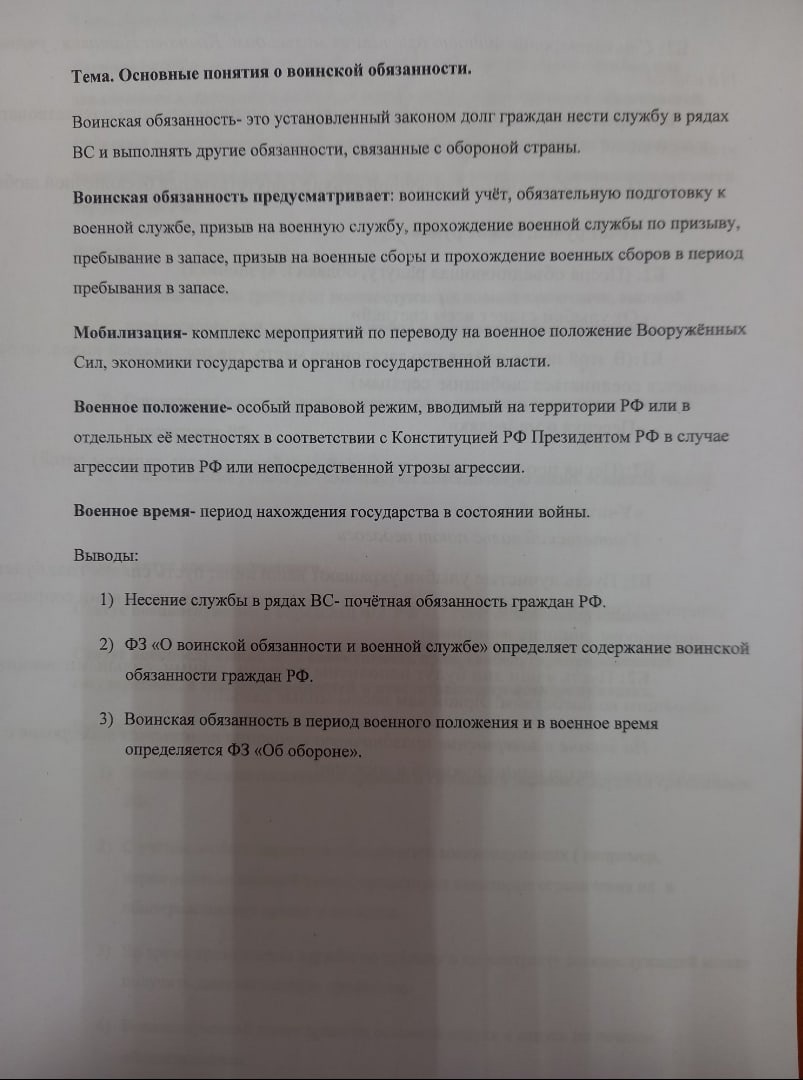 Тема. Основные понятия о воинской обязанности.
Воинская обязанность- это установленный законом долг граждан нести службу в рядах
ВС и выполнять другие обязанности, связанные с обороной страны.
Воинская обязанность предусматривает: воинский учёт, обязательную подготовку к
военной службе, призыв на военную службу, прохождение военной службы по призыву,
пребывание в запасе, призыв на военные сборы и прохождение военных сборов в период
пребывания в запасе.
Мобилизация- комплекс мероприятий по переводу на военное положение Вооружённых
Сил, экономики государства и органов государственной власти.
Военное положение- особый правовой режим, вводимый на территории РФ или в
отдельных её местностях в соответствии с Конституцией РФ Президентом РФ в случае
агрессии против РФ или непосредственной угрозы агрессии.
Военное время- период нахождения государства в состоянии войны.
Выводы:
1) Несение службы в рядах ВС- почётная обязанность граждан РФ.
2) ФЗ «О воинской обязанности и военной службе» определяет содержание воинской
обязанности граждан РФ.
3) Воинская обязанность в период военного положения и в военное время
определяется ФЗ «Об обороне».